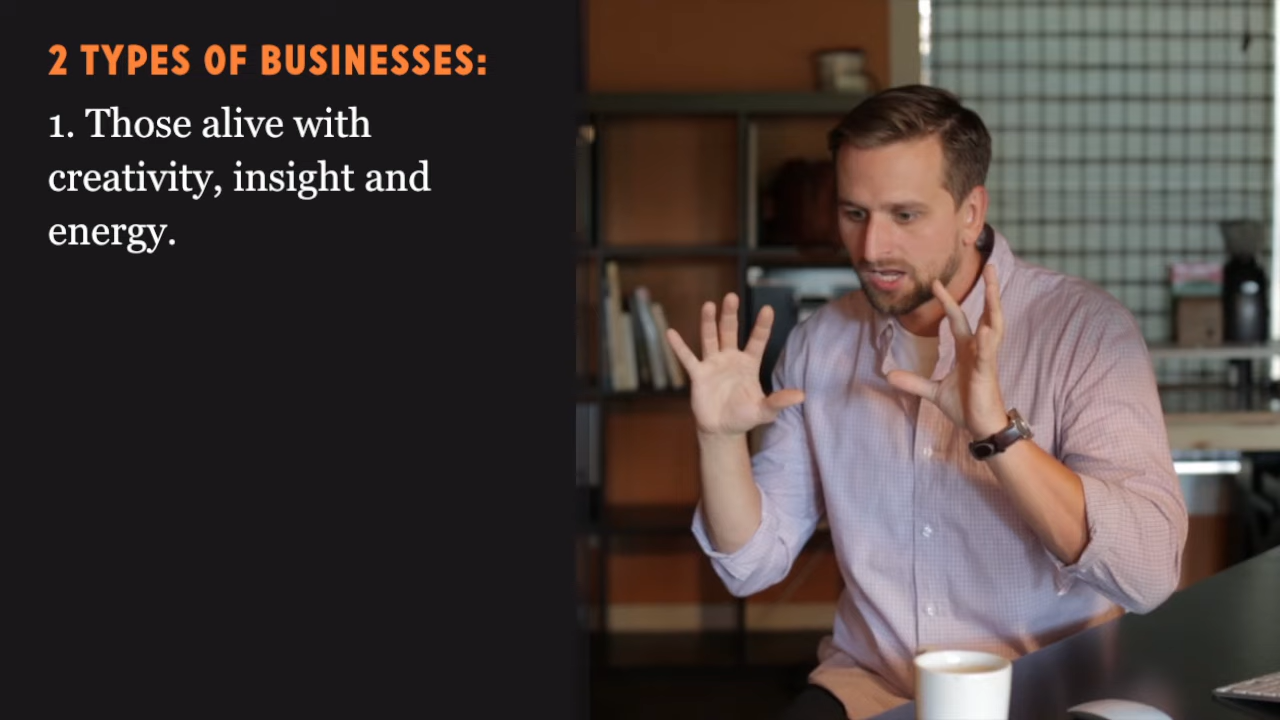 2 TYPES OF BUSINESSES:
1. Those alive with
creativity, insight and
energy.